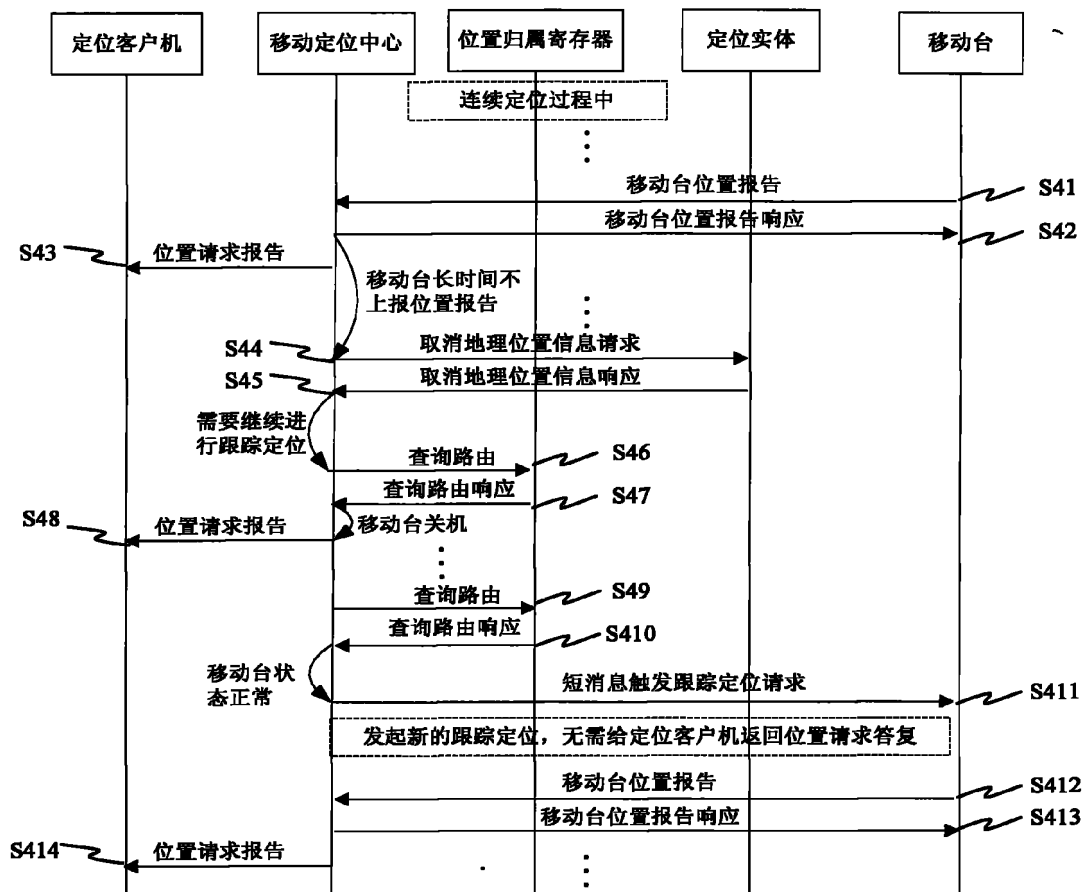 定位客户机
移动定位中心
位置归属寄存器
定位实体
移动台
连续定位过程中
移动台位置报告
S41
移动台位置报告响应
S42
S43
位置请求报告
移动台长时间不
上报位置报告
S44
取消地理位置信息请求
S45
取消地理位置信息响应
需要继续进
行跟踪定位
查询路由
S46
查询路由响应
S47
S48
位置请求报告
移动台关机
查询路由
S49
查询路由响应
S410
移动台状
态正常
短消息触发跟踪定位请求
S411
发起新的跟踪定位，无需给定位客户机返回位置请求答复
移动台位置报告
S412
移动台位置报告响应
S413
S414
位置请求报告